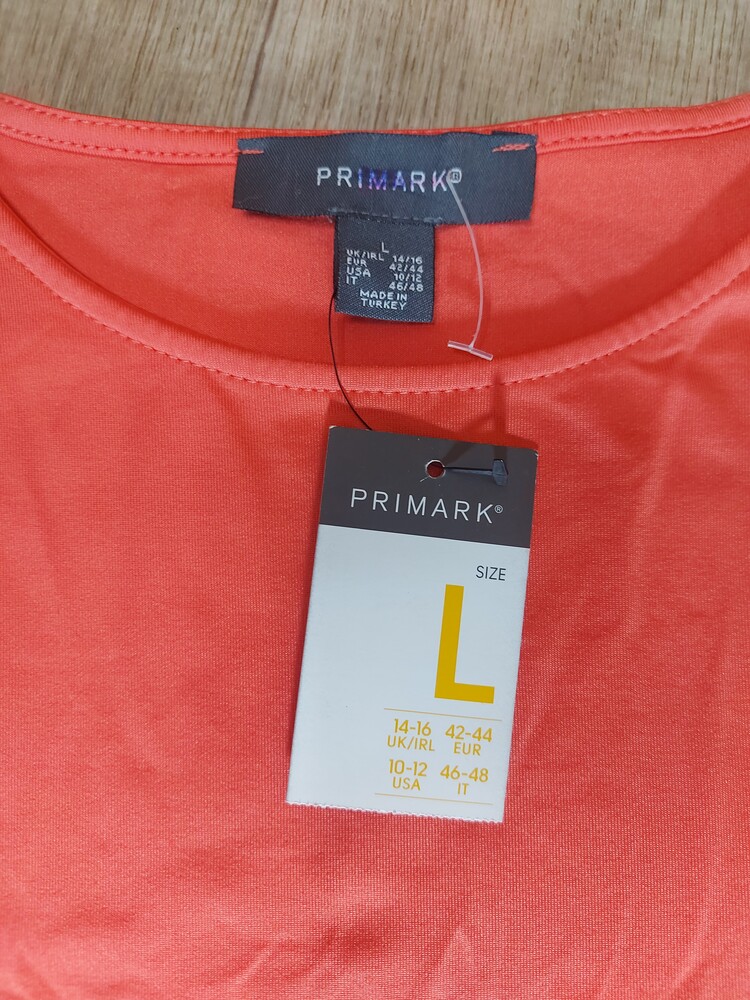 PRIMARK®
L
UK/IRL 14/16
EUR 42/44
USA 10/12
IT 46/48
MADE IN
TURKEY
PRIMARK®
SIZE
L
14-16 42-44
UK/IRL EUR
10-12 46-48
USA IT